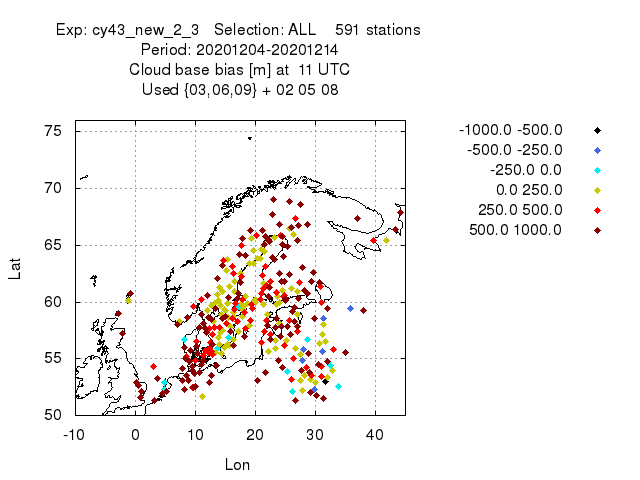 Exp: cy43_new_2_3 Selection: ALL 591 stations
Period: 20201204-20201214
Cloud base bias [m] at 11 UTC
Used {03,06,09} + 02 05 08
-1000.0 -500.0
-500.0 -250.0
-250.0 0.0
0.0 250.0
250.0 500.0
500.0 1000.0
75
70
65
60
55
50
Lat
-10 0 10 20 30 40
Lon